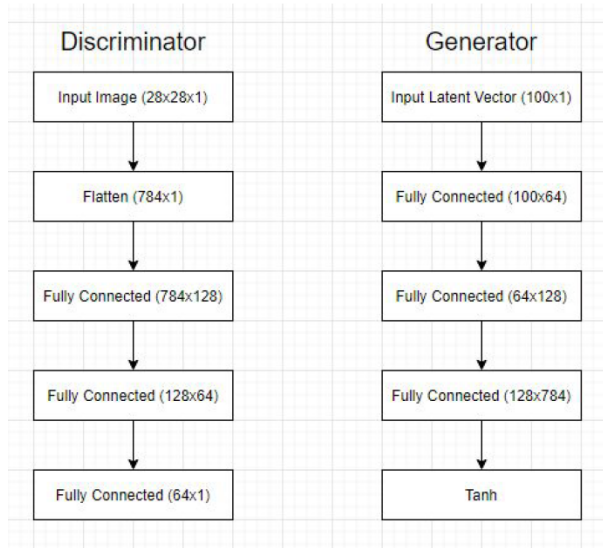 Discriminator
Input Image (28x28x1)
Flatten (784x1)
Fully Connected (784x128)
Fully Connected (128x64)
Fully Connected (64x1)
Generator
Input Latent Vector (100x1)
Fully Connected (100x64)
Fully Connected (64x128)
Fully Connected (128x784)
Tanh